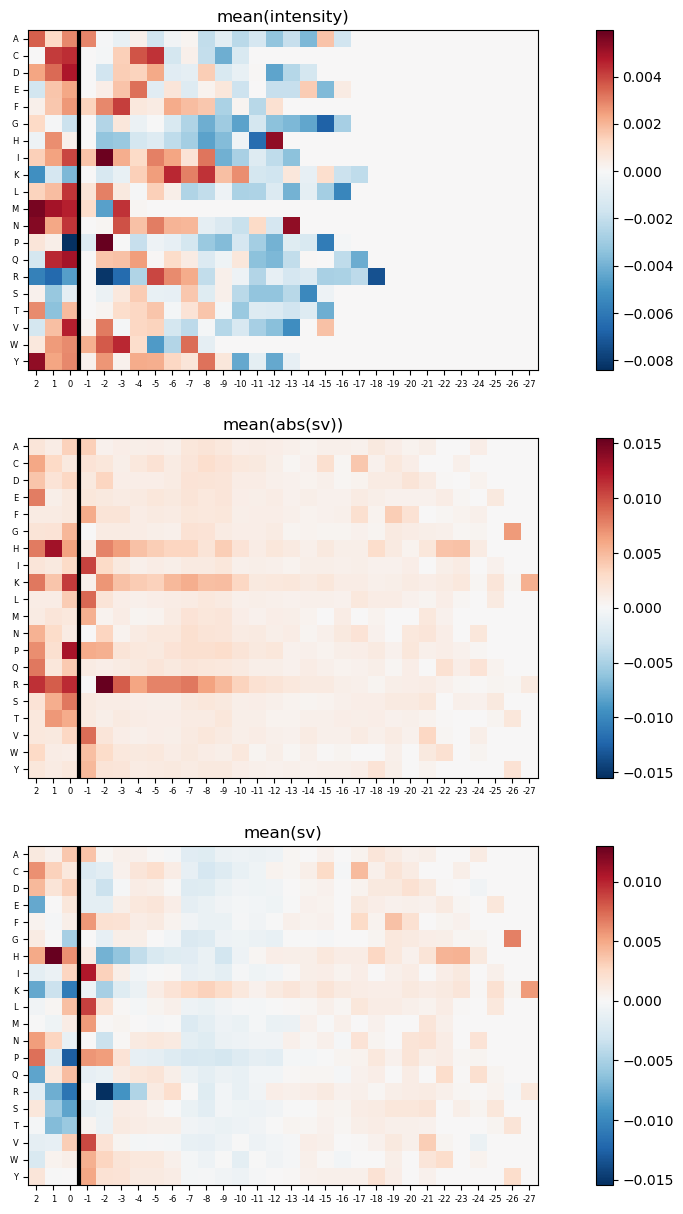 mean(intensity)
A
C
D
E
F
G
H
I
K
L
M
N
P
Q
R
S
T
V
W
Y
2 1 0 -1 -2 -3 -4 -5 -6 -7 -8 -9 -10 -11 -12 -13 -14 -15 -16 -17 -18 -19 -20 -21 -22 -23 -24 -25 -26 -27
0.004
0.002
0.000
−0.002
−0.004
−0.006
−0.008
mean(abs(sv))
A
C
D
E
F
G
H
I
K
L
M
N
P
Q
R
S
T
V
W
Y
2 1 0 -1 -2 -3 -4 -5 -6 -7 -8 -9 -10 -11 -12 -13 -14 -15 -16 -17 -18 -19 -20 -21 -22 -23 -24 -25 -26 -27
0.015
0.010
0.005
0.000
−0.005
−0.010
−0.015
mean(sv)
A
C
D
E
F
G
H
I
K
L
M
N
P
Q
R
S
T
V
W
Y
2 1 0 -1 -2 -3 -4 -5 -6 -7 -8 -9 -10 -11 -12 -13 -14 -15 -16 -17 -18 -19 -20 -21 -22 -23 -24 -25 -26 -27
0.010
0.005
0.000
−0.005
−0.010
−0.015